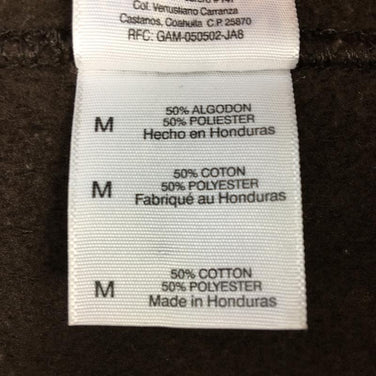 Col. Venustiano Carranza
Castanos, Coahuila C.P. 25870
RFC: GAM-050502-JA8
50% ALGODON
M 50% POLIESTER
Hecho en Honduras
50% COTON
M 50% POLYESTER
Fabriqué au Honduras
50% COTTON
M 50% POLYESTER
Made in Honduras